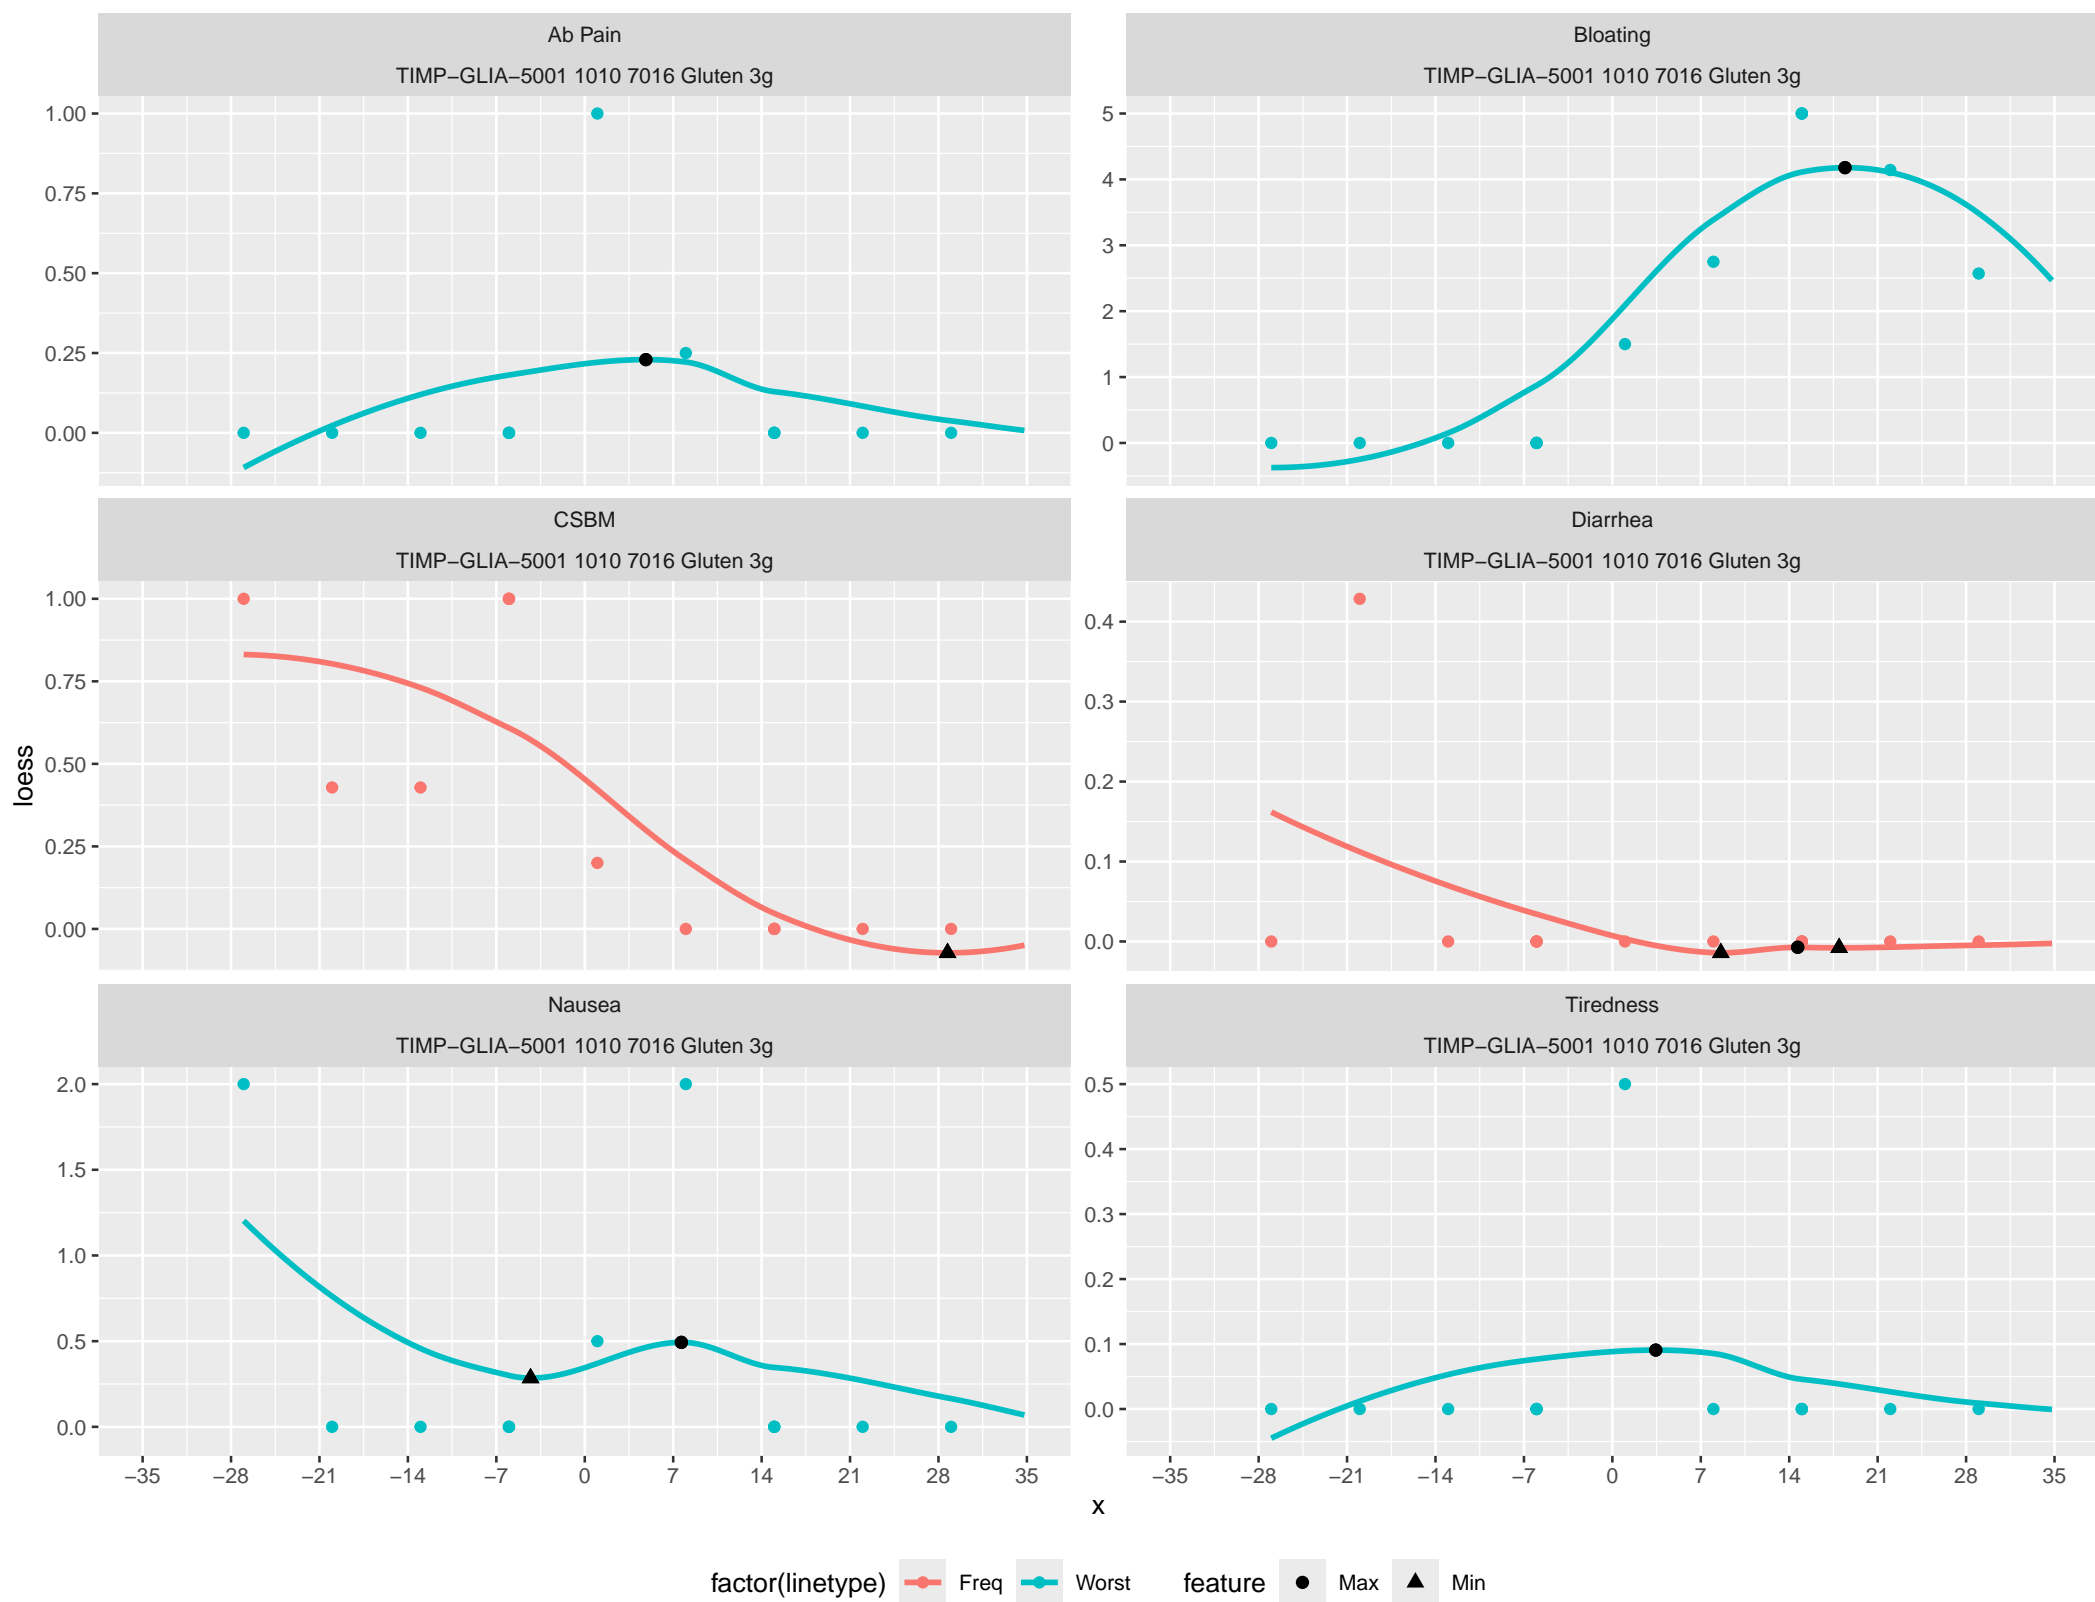 Ab Pain
TIMP−GLIA−5001 1010 7016 Gluten 3g
1.00
0.75
0.50
0.25
0.00
Bloating
TIMP−GLIA−5001 1010 7016 Gluten 3g
5
4
3
2
1
0
CSBM
TIMP−GLIA−5001 1010 7016 Gluten 3g
1.00
0.75
0.50
0.25
0.00
Diarrhea
TIMP−GLIA−5001 1010 7016 Gluten 3g
0.4
0.3
0.2
0.1
0.0
loess
Nausea
TIMP−GLIA−5001 1010 7016 Gluten 3g
2.0
1.5
1.0
0.5
0.0
−35 −28 −21 −14 −7 0 7 14 21 28 35
Tiredness
TIMP−GLIA−5001 1010 7016 Gluten 3g
0.5
0.4
0.3
0.2
0.1
0.0
−35 −28 −21 −14 −7 0 7 14 21 28 35
x
factor(linetype) Freq Worst feature Max Min